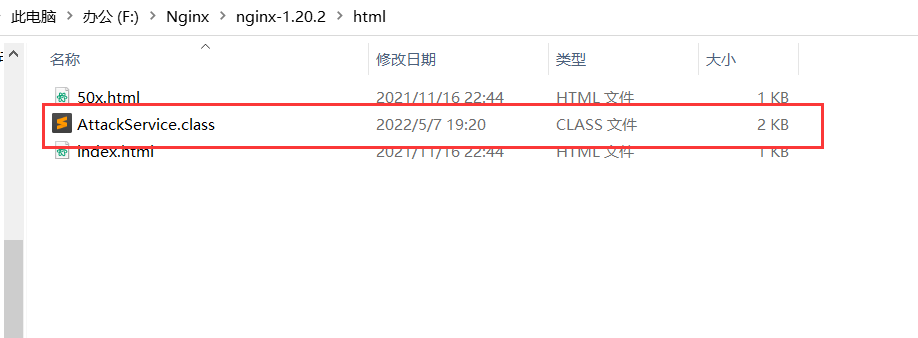 此电脑 > 办公 (F:) > Nginx > nginx-1.20.2 > html
名称 修改日期 类型 大小
50x.html 2021/11/16 22:44 HTML 文件 1 KB
AttackService.class 2022/5/7 19:20 CLASS 文件 2 KB
index.html 2021/11/16 22:44 HTML 文件 1 KB